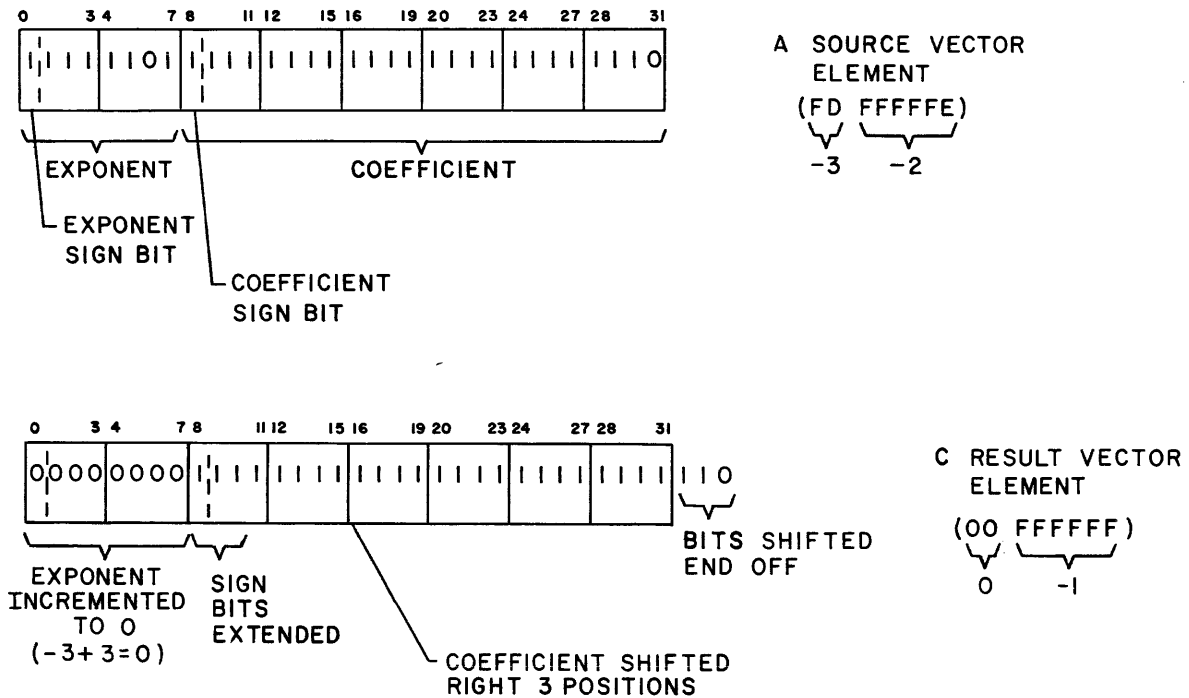 0 3 4 7 8 11 12 15 16 19 20 23 24 27 28 31
1 1 1 1 1 1 0 1 1 1 1 1 1 1 1 1 1 1 1 1 1 1 1 1 1 1 1 1 1 1 1 0
A SOURCE VECTOR
ELEMENT
(FD FFFFFE)
-3 -2
EXPONENT
COEFFICIENT
EXPONENT
SIGN BIT
COEFFICIENT
SIGN BIT
0 3 4 7 8 11 12 15 16 19 20 23 24 27 28 31
0 0 0 0 0 0 0 0 1 1 1 1 1 1 1 1 1 1 1 1 1 1 1 1 1 1 1 1 1 1 1 1 1 1 0
C RESULT VECTOR
ELEMENT
(00 FFFFFF)
0 -1
BITS SHIFTED
END OFF
EXPONENT
INCREMENTED
TO 0
(-3+3=0)
SIGN
BITS
EXTENDED
COEFFICIENT SHIFTED
RIGHT 3 POSITIONS